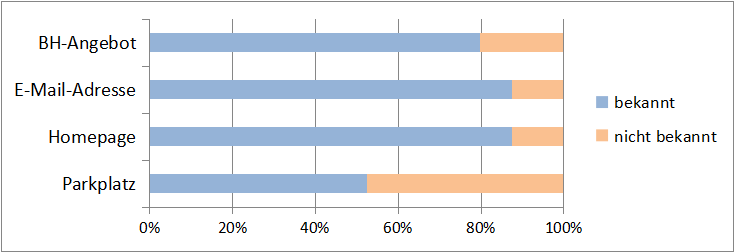 BH-Angebot
E-Mail-Adresse
Homepage
Parkplatz
0% 20% 40% 60% 80% 100%
bekannt
nicht bekannt